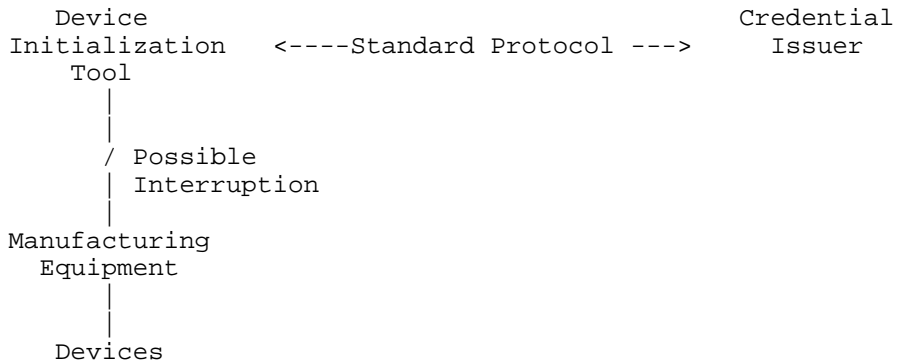 Device Credential
Initialization <----Standard Protocol ---> Issuer
Tool
|
|
/ Possible
| Interruption
|
Manufacturing
Equipment
|
|
Devices